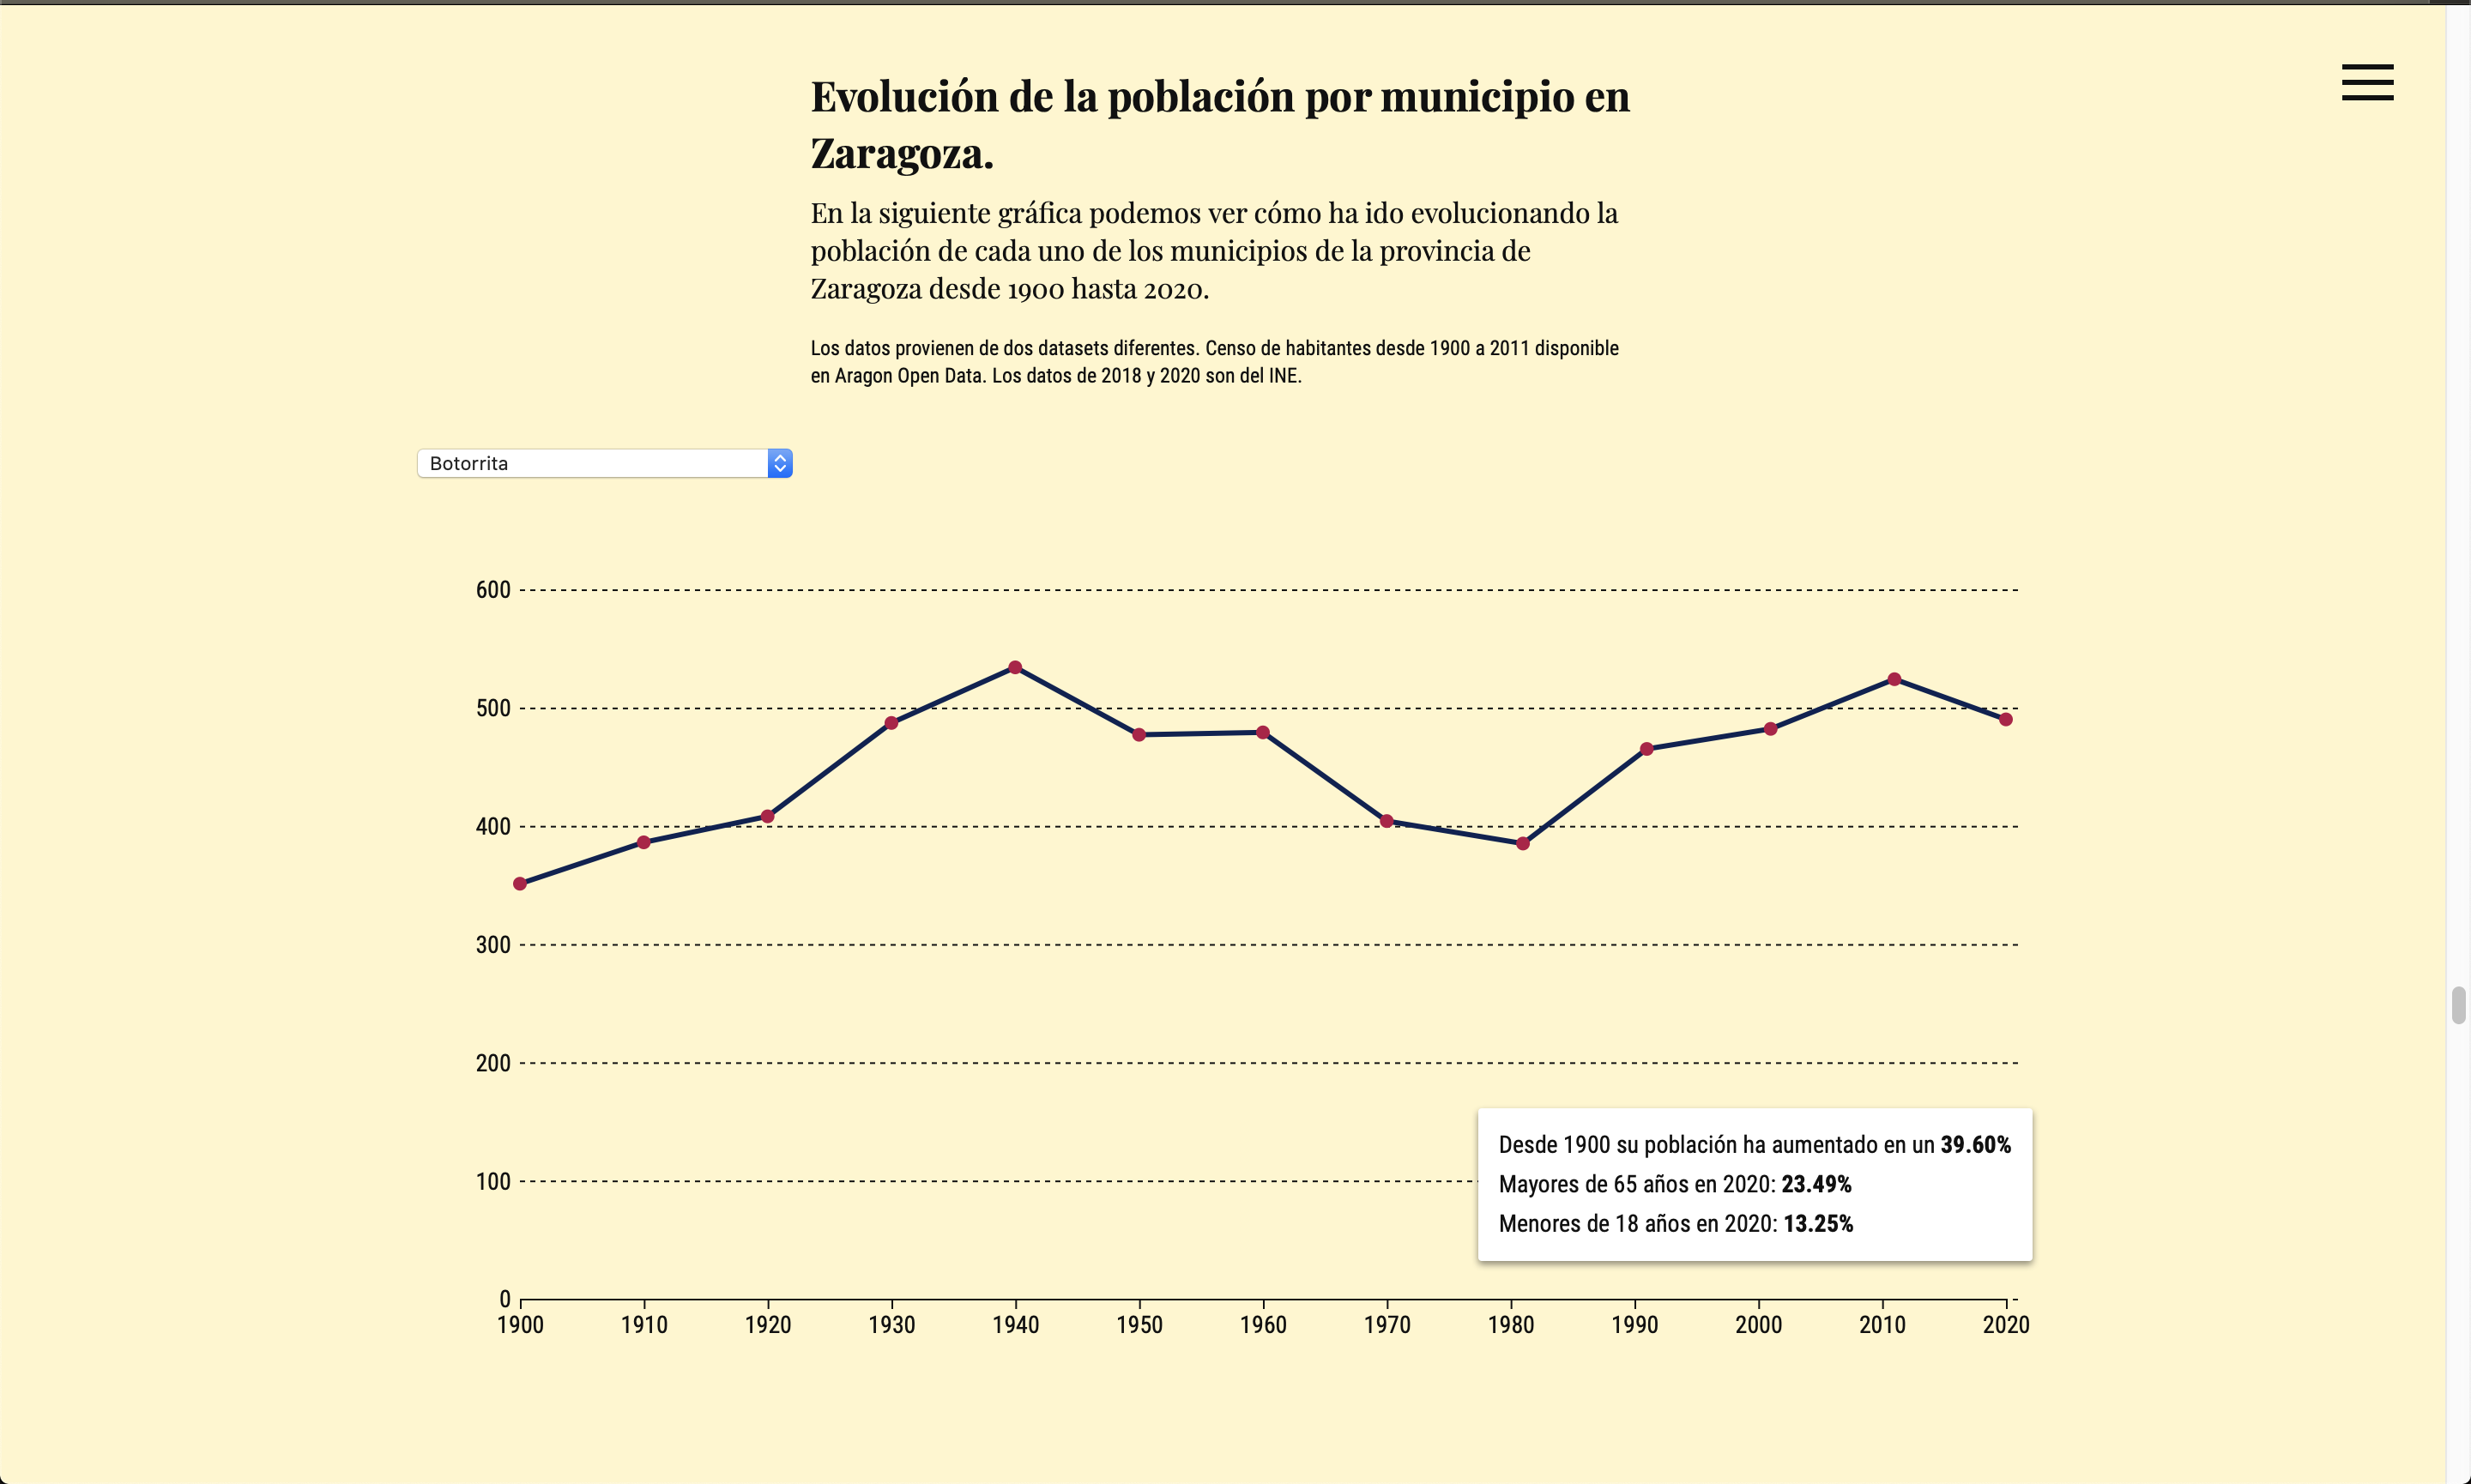 Evolución de la población por municipio en
Zaragoza.
En la siguiente gráfica podemos ver cómo ha ido evolucionando la
población de cada uno de los municipios de la provincia de
Zaragoza desde 1900 hasta 2020.
Los datos provienen de dos datasets diferentes. Censo de habitantes desde 1900 a 2011 disponible
en Aragon Open Data. Los datos de 2018 y 2020 son del INE.
Botorrita
600
500
400
300
200
100
0
Desde 1900 su población ha aumentado en un 39.60%
Mayores de 65 años en 2020: 23.49%
Menores de 18 años en 2020: 13.25%
1900 1910 1920 1930 1940 1950 1960 1970 1980 1990 2000 2010 2020